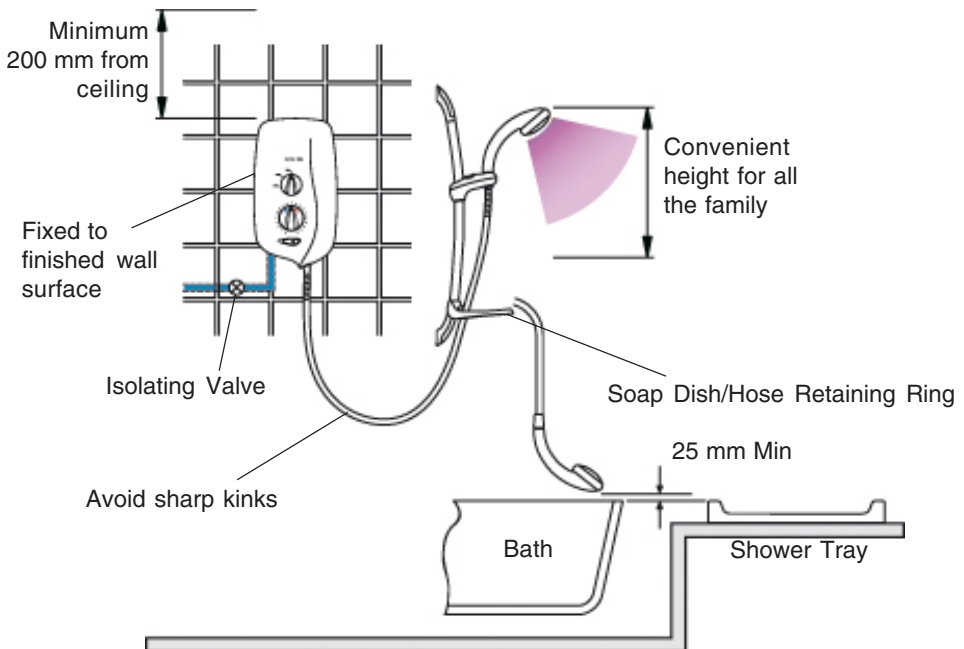 Minimum
200 mm from
ceiling
Convenient
height for all
the family
Fixed to
finished wall
surface
Isolating Valve
Soap Dish/Hose Retaining Ring
25 mm Min
Avoid sharp kinks
Bath
Shower Tray